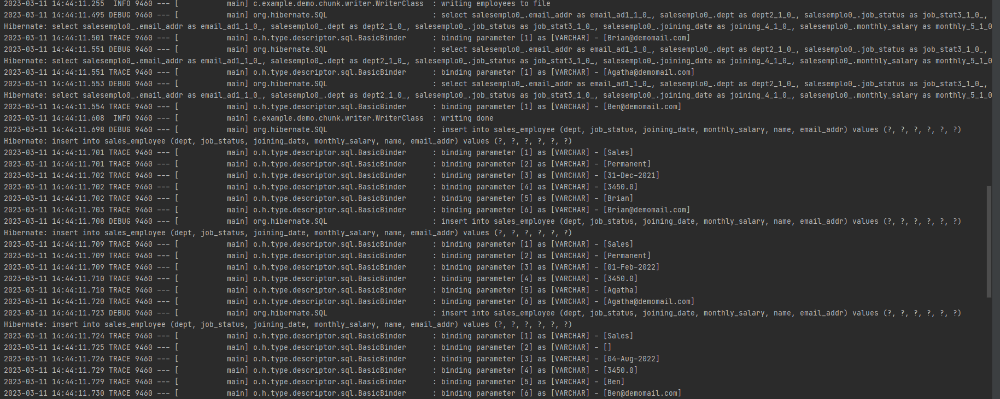 2023-03-11 14:44:11.255  INFO 9460 --- [           main] c.example.demo.chunk.writer.WriterClass  : writing employees to file
2023-03-11 14:44:11.495 DEBUG 9460 --- [           main] org.hibernate.SQL                        : select salesemplo0_.email_addr as email_ad1_1_0_, salesemplo0_.dept as dept2_1_0_, salesemplo0_.job_status as job_stat3_1_0_,
Hibernate: select salesemplo0_.email_addr as email_ad1_1_0_, salesemplo0_.dept as dept2_1_0_, salesemplo0_.job_status as job_stat3_1_0_, salesemplo0_.joining_date as joining_4_1_0_, salesemplo0_.monthly_salary as monthly_5_1_0
2023-03-11 14:44:11.501 TRACE 9460 --- [           main] o.h.type.descriptor.sql.BasicBinder      : binding parameter [1] as [VARCHAR] - [Brian@demomail.com]
2023-03-11 14:44:11.551 DEBUG 9460 --- [           main] org.hibernate.SQL                        : select salesemplo0_.email_addr as email_ad1_1_0_, salesemplo0_.dept as dept2_1_0_, salesemplo0_.job_status as job_stat3_1_0_,
Hibernate: select salesemplo0_.email_addr as email_ad1_1_0_, salesemplo0_.dept as dept2_1_0_, salesemplo0_.job_status as job_stat3_1_0_, salesemplo0_.joining_date as joining_4_1_0_, salesemplo0_.monthly_salary as monthly_5_1_0
2023-03-11 14:44:11.551 TRACE 9460 --- [           main] o.h.type.descriptor.sql.BasicBinder      : binding parameter [1] as [VARCHAR] - [Agatha@demomail.com]
2023-03-11 14:44:11.553 DEBUG 9460 --- [           main] org.hibernate.SQL                        : select salesemplo0_.email_addr as email_ad1_1_0_, salesemplo0_.dept as dept2_1_0_, salesemplo0_.job_status as job_stat3_1_0_,
Hibernate: select salesemplo0_.email_addr as email_ad1_1_0_, salesemplo0_.dept as dept2_1_0_, salesemplo0_.job_status as job_stat3_1_0_, salesemplo0_.joining_date as joining_4_1_0_, salesemplo0_.monthly_salary as monthly_5_1_0
2023-03-11 14:44:11.554 TRACE 9460 --- [           main] o.h.type.descriptor.sql.BasicBinder      : binding parameter [1] as [VARCHAR] - [Ben@demomail.com]
2023-03-11 14:44:11.608  INFO 9460 --- [           main] c.example.demo.chunk.writer.WriterClass  : writing done
2023-03-11 14:44:11.698 DEBUG 9460 --- [           main] org.hibernate.SQL                        : insert into sales_employee (dept, job_status, joining_date, monthly_salary, name, email_addr) values (?, ?, ?, ?, ?, ?)
Hibernate: insert into sales_employee (dept, job_status, joining_date, monthly_salary, name, email_addr) values (?, ?, ?, ?, ?, ?)
2023-03-11 14:44:11.701 TRACE 9460 --- [           main] o.h.type.descriptor.sql.BasicBinder      : binding parameter [1] as [VARCHAR] - [Sales]
2023-03-11 14:44:11.701 TRACE 9460 --- [           main] o.h.type.descriptor.sql.BasicBinder      : binding parameter [2] as [VARCHAR] - [Permanent]
2023-03-11 14:44:11.702 TRACE 9460 --- [           main] o.h.type.descriptor.sql.BasicBinder      : binding parameter [3] as [VARCHAR] - [31-Dec-2021]
2023-03-11 14:44:11.702 TRACE 9460 --- [           main] o.h.type.descriptor.sql.BasicBinder      : binding parameter [4] as [VARCHAR] - [3450.0]
2023-03-11 14:44:11.702 TRACE 9460 --- [           main] o.h.type.descriptor.sql.BasicBinder      : binding parameter [5] as [VARCHAR] - [Brian]
2023-03-11 14:44:11.703 TRACE 9460 --- [           main] o.h.type.descriptor.sql.BasicBinder      : binding parameter [6] as [VARCHAR] - [Brian@demomail.com]
2023-03-11 14:44:11.708 DEBUG 9460 --- [           main] org.hibernate.SQL                        : insert into sales_employee (dept, job_status, joining_date, monthly_salary, name, email_addr) values (?, ?, ?, ?, ?, ?)
Hibernate: insert into sales_employee (dept, job_status, joining_date, monthly_salary, name, email_addr) values (?, ?, ?, ?, ?, ?)
2023-03-11 14:44:11.709 TRACE 9460 --- [           main] o.h.type.descriptor.sql.BasicBinder      : binding parameter [1] as [VARCHAR] - [Sales]
2023-03-11 14:44:11.709 TRACE 9460 --- [           main] o.h.type.descriptor.sql.BasicBinder      : binding parameter [2] as [VARCHAR] - [Permanent]
2023-03-11 14:44:11.709 TRACE 9460 --- [           main] o.h.type.descriptor.sql.BasicBinder      : binding parameter [3] as [VARCHAR] - [01-Feb-2022]
2023-03-11 14:44:11.710 TRACE 9460 --- [           main] o.h.type.descriptor.sql.BasicBinder      : binding parameter [4] as [VARCHAR] - [3450.0]
2023-03-11 14:44:11.710 TRACE 9460 --- [           main] o.h.type.descriptor.sql.BasicBinder      : binding parameter [5] as [VARCHAR] - [Agatha]
2023-03-11 14:44:11.720 TRACE 9460 --- [           main] o.h.type.descriptor.sql.BasicBinder      : binding parameter [6] as [VARCHAR] - [Agatha@demomail.com]
2023-03-11 14:44:11.723 DEBUG 9460 --- [           main] org.hibernate.SQL                        : insert into sales_employee (dept, job_status, joining_date, monthly_salary, name, email_addr) values (?, ?, ?, ?, ?, ?)
Hibernate: insert into sales_employee (dept, job_status, joining_date, monthly_salary, name, email_addr) values (?, ?, ?, ?, ?, ?)
2023-03-11 14:44:11.724 TRACE 9460 --- [           main] o.h.type.descriptor.sql.BasicBinder      : binding parameter [1] as [VARCHAR] - [Sales]
2023-03-11 14:44:11.725 TRACE 9460 --- [           main] o.h.type.descriptor.sql.BasicBinder      : binding parameter [2] as [VARCHAR] - []
2023-03-11 14:44:11.726 TRACE 9460 --- [           main] o.h.type.descriptor.sql.BasicBinder      : binding parameter [3] as [VARCHAR] - [04-Aug-2022]
2023-03-11 14:44:11.729 TRACE 9460 --- [           main] o.h.type.descriptor.sql.BasicBinder      : binding parameter [4] as [VARCHAR] - [3450.0]
2023-03-11 14:44:11.729 TRACE 9460 --- [           main] o.h.type.descriptor.sql.BasicBinder      : binding parameter [5] as [VARCHAR] - [Ben]
2023-03-11 14:44:11.730 TRACE 9460 --- [           main] o.h.type.descriptor.sql.BasicBinder      : binding parameter [6] as [VARCHAR] - [Ben@demomail.com]